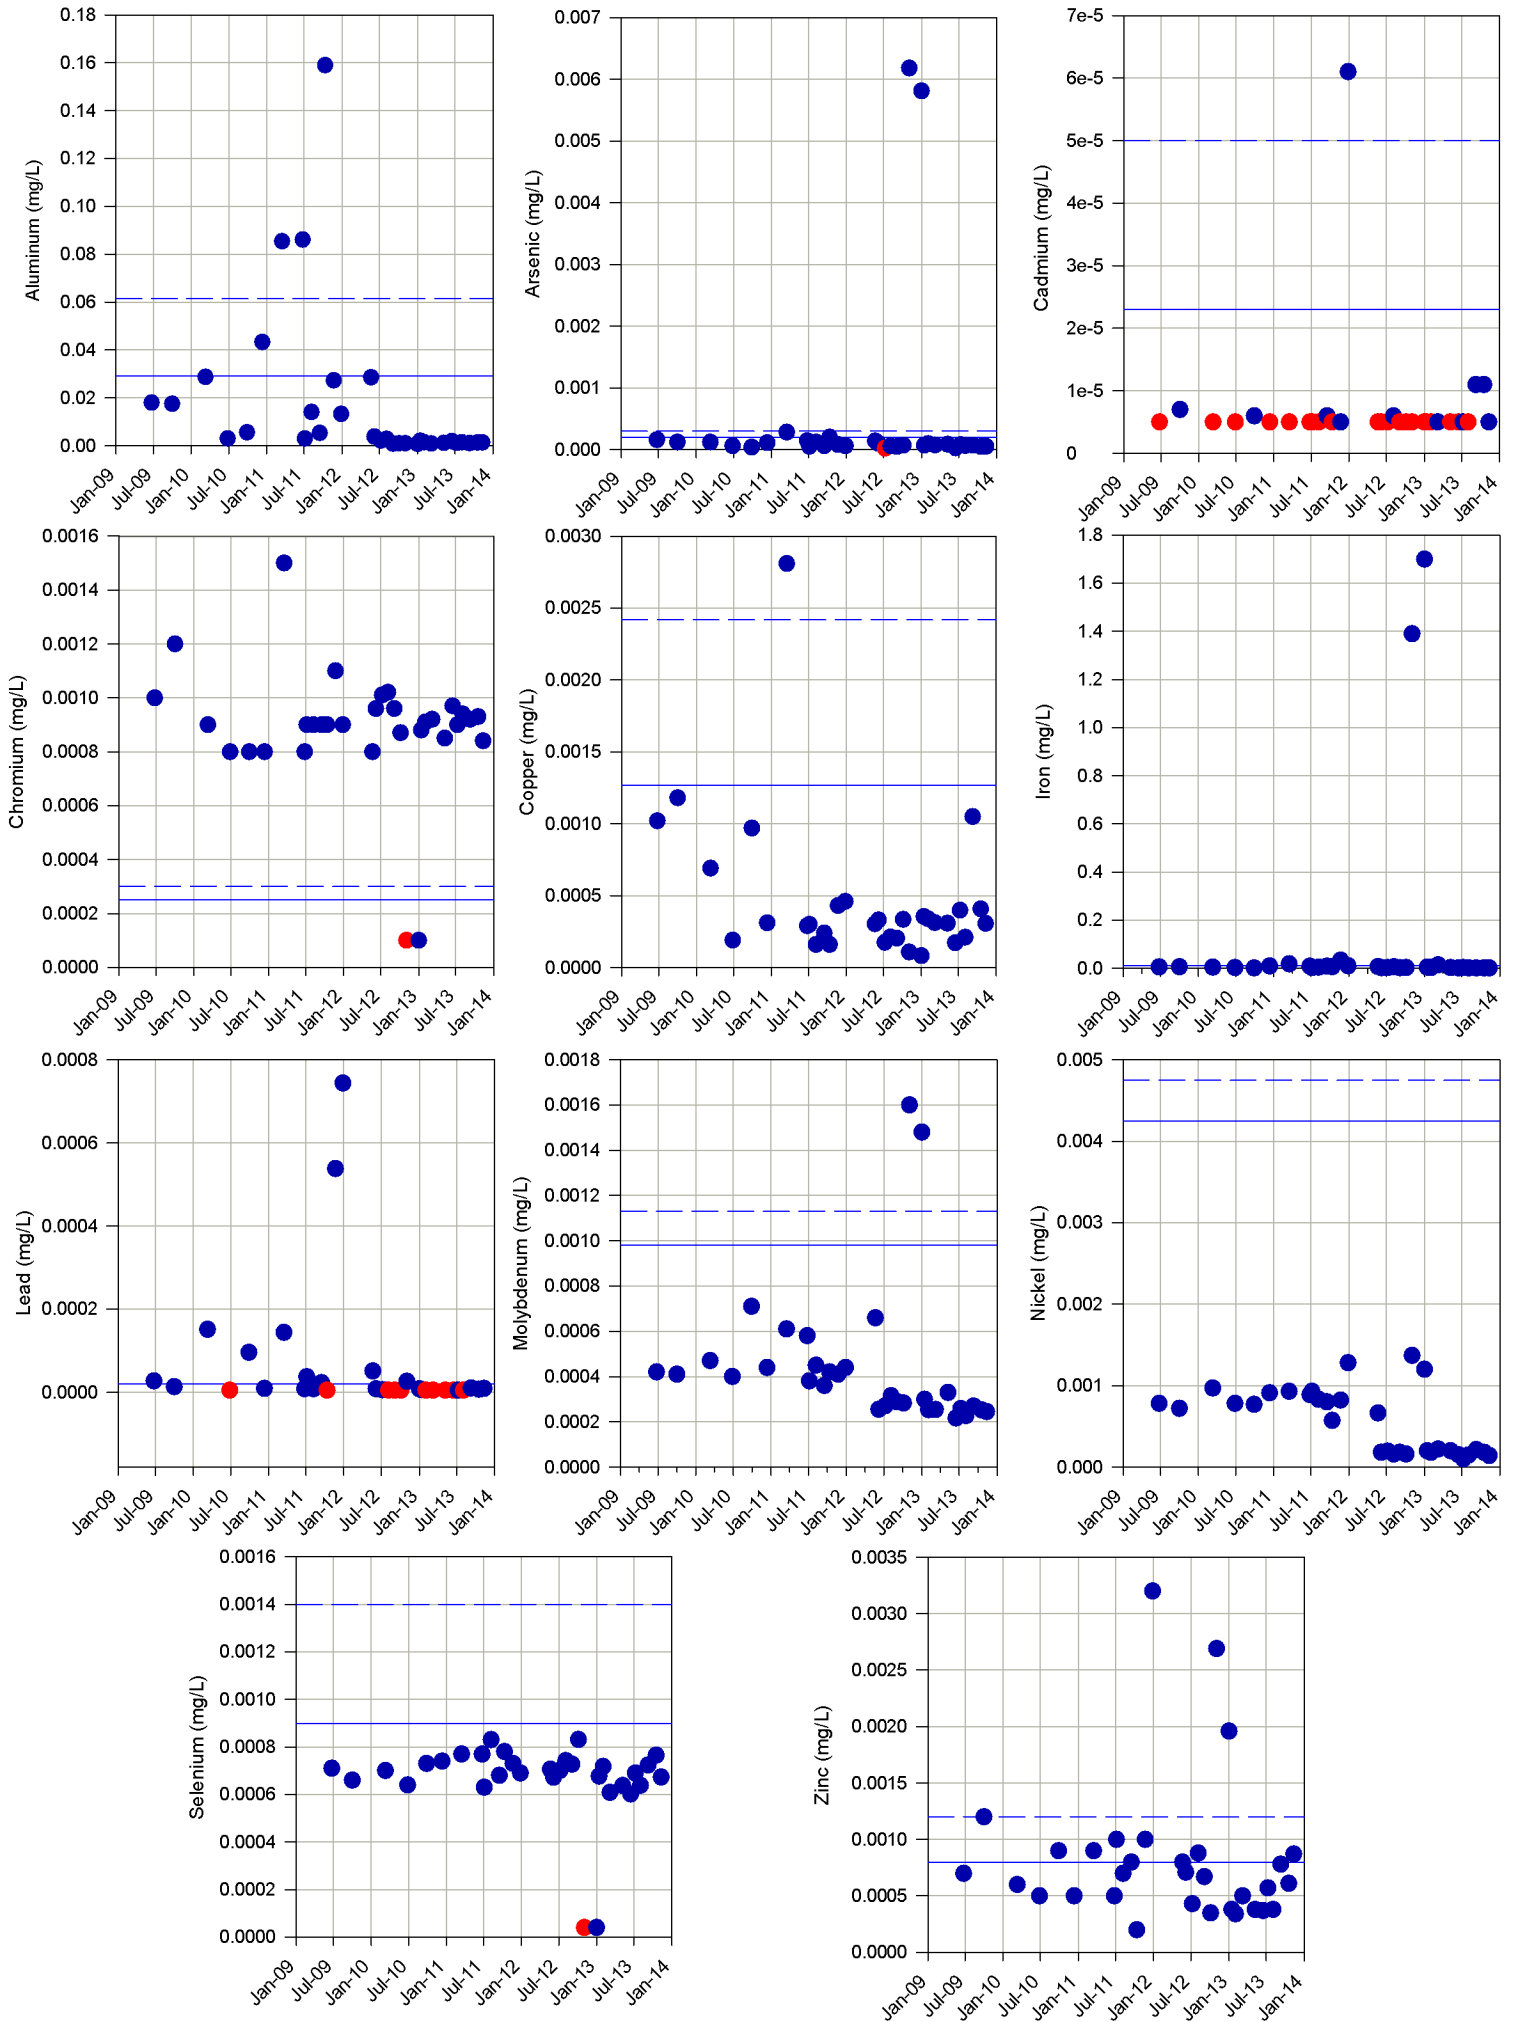 0.18
0.16
0.14
0.12
0.10
0.08
0.06
0.04
0.02
0.00
Aluminum (mg/L)
Jan-09
Jul-09
Jan-10
Jul-10
Jan-11
Jul-11
Jan-12
Jul-12
Jan-13
Jul-13
Jan-14
0.007
0.006
0.005
0.004
0.003
0.002
0.001
0.000
Arsenic (mg/L)
Jan-09
Jul-09
Jan-10
Jul-10
Jan-11
Jul-11
Jan-12
Jul-12
Jan-13
Jul-13
Jan-14
7e-5
6e-5
5e-5
4e-5
3e-5
2e-5
1e-5
0
Cadmium (mg/L)
Jan-09
Jul-09
Jan-10
Jul-10
Jan-11
Jul-11
Jan-12
Jul-12
Jan-13
Jul-13
Jan-14
0.0016
0.0014
0.0012
0.0010
0.0008
0.0006
0.0004
0.0002
0.0000
Chromium (mg/L)
Jan-09
Jul-09
Jan-10
Jul-10
Jan-11
Jul-11
Jan-12
Jul-12
Jan-13
Jul-13
Jan-14
0.0030
0.0025
0.0020
0.0015
0.0010
0.0005
0.0000
Copper (mg/L)
Jan-09
Jul-09
Jan-10
Jul-10
Jan-11
Jul-11
Jan-12
Jul-12
Jan-13
Jul-13
Jan-14
1.8
1.6
1.4
1.2
1.0
0.8
0.6
0.4
0.2
0.0
Iron (mg/L)
Jan-09
Jul-09
Jan-10
Jul-10
Jan-11
Jul-11
Jan-12
Jul-12
Jan-13
Jul-13
Jan-14
0.0008
0.0006
0.0004
0.0002
0.0000
Lead (mg/L)
Jan-09
Jul-09
Jan-10
Jul-10
Jan-11
Jul-11
Jan-12
Jul-12
Jan-13
Jul-13
Jan-14
0.0018
0.0016
0.0014
0.0012
0.0010
0.0008
0.0006
0.0004
0.0002
0.0000
Molybdenum (mg/L)
Jan-09
Jul-09
Jan-10
Jul-10
Jan-11
Jul-11
Jan-12
Jul-12
Jan-13
Jul-13
Jan-14
0.005
0.004
0.003
0.002
0.001
0.000
Nickel (mg/L)
Jan-09
Jul-09
Jan-10
Jul-10
Jan-11
Jul-11
Jan-12
Jul-12
Jan-13
Jul-13
Jan-14
0.0016
0.0014
0.0012
0.0010
0.0008
0.0006
0.0004
0.0002
0.0000
Selenium (mg/L)
Jan-09
Jul-09
Jan-10
Jul-10
Jan-11
Jul-11
Jan-12
Jul-12
Jan-13
Jul-13
Jan-14
0.0035
0.0030
0.0025
0.0020
0.0015
0.0010
0.0005
0.0000
Zinc (mg/L)
Jan-09
Jul-09
Jan-10
Jul-10
Jan-11
Jul-11
Jan-12
Jul-12
Jan-13
Jul-13
Jan-14